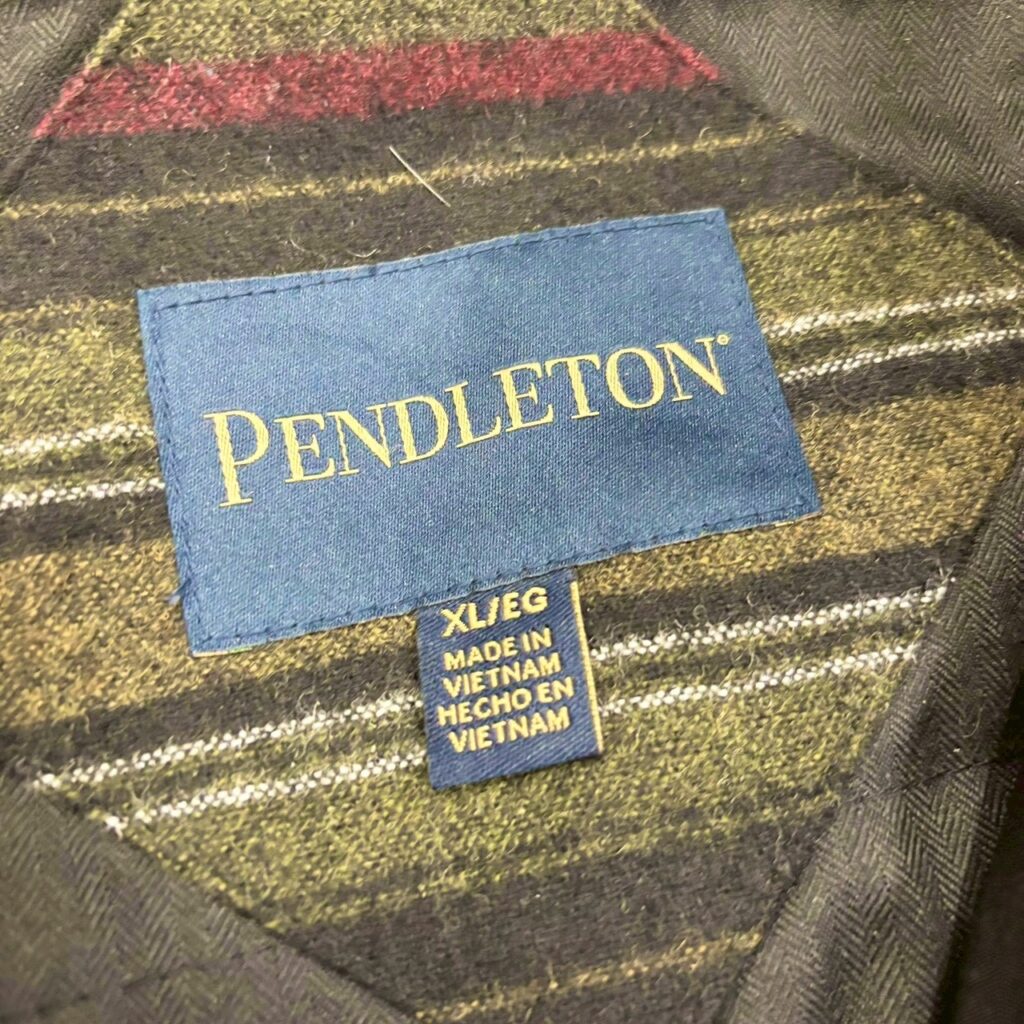 PENDLETON®
XL/EG
MADE IN
VIETNAM
HECHO EN
VIETNAM